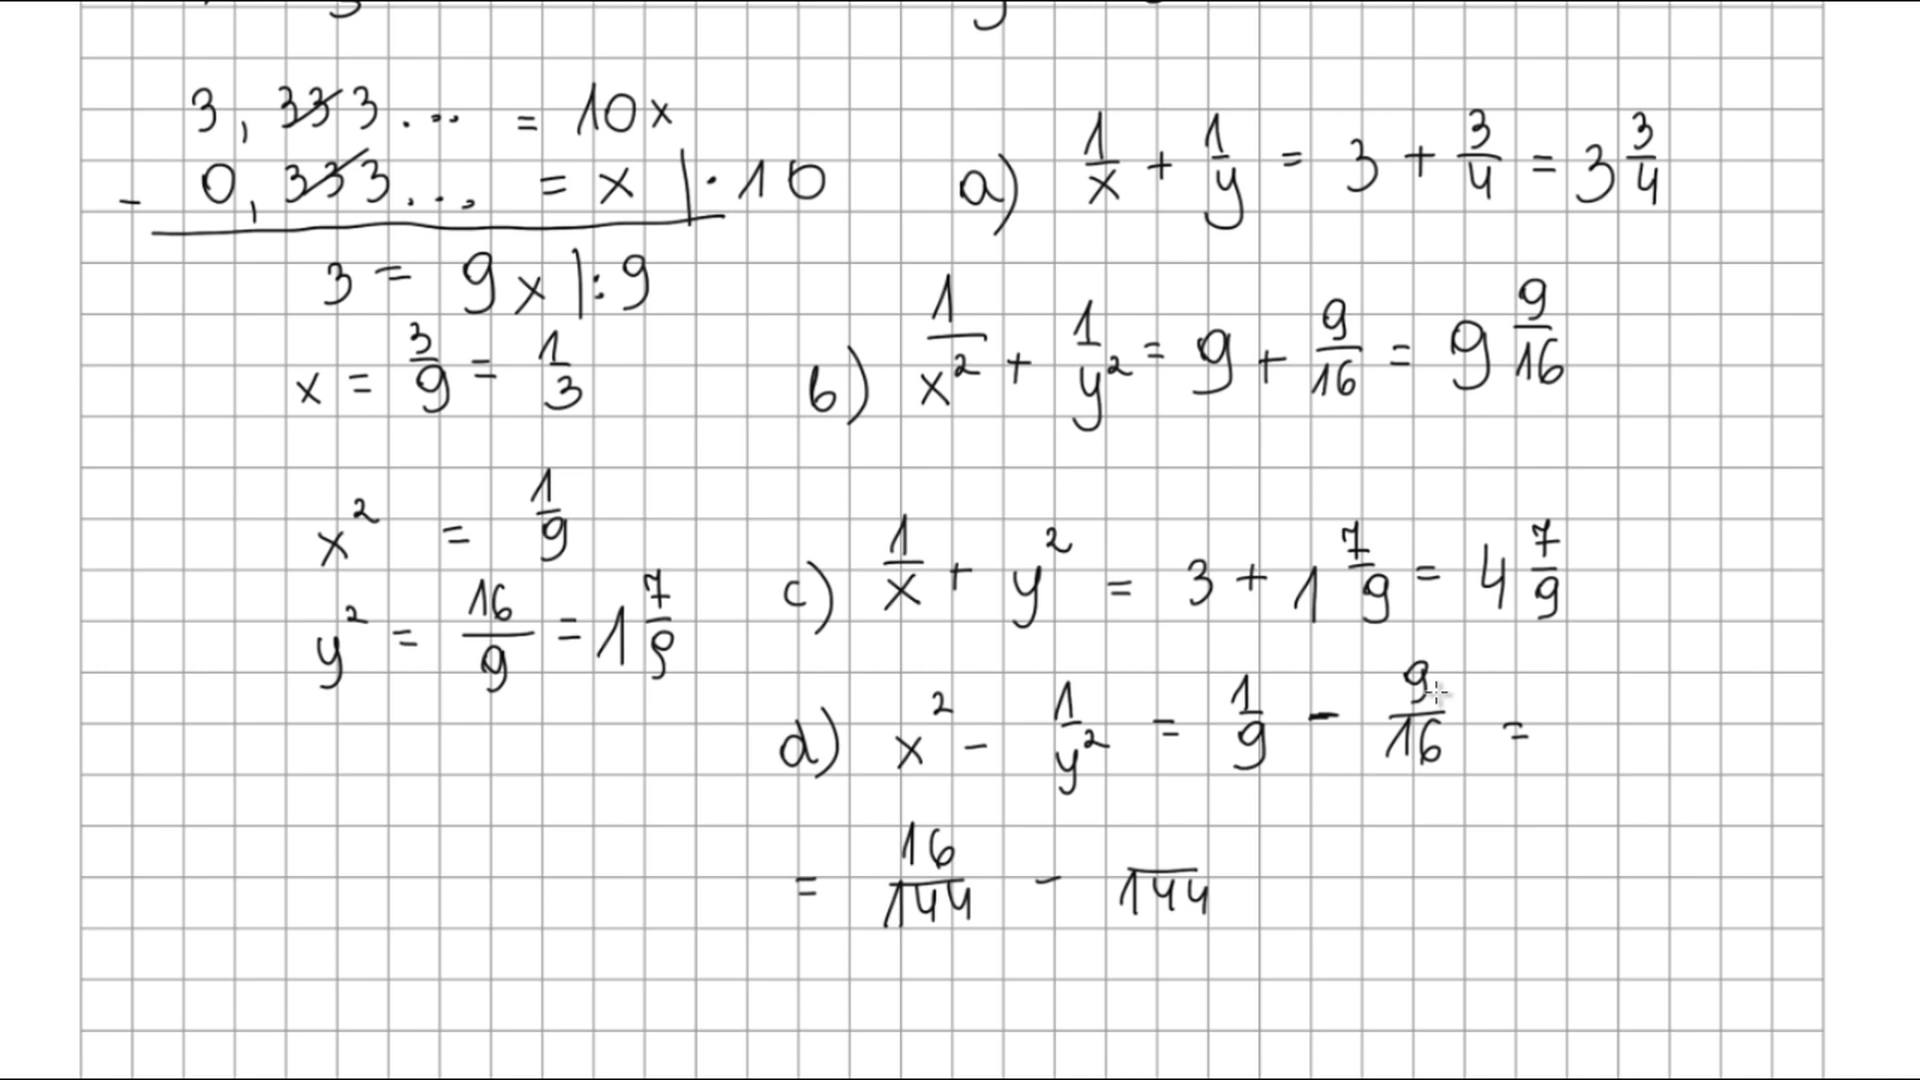 3,333... = 10x
- 0,333... = x | · 10
3 = 9x | : 9
x = 3/9 = 1/3
x² = 1/9
y² = 16/9 = 1 7/9
a) 1/x + 1/y = 3 + 3/4 = 3 3/4
b) 1/x² + 1/y² = 9 + 9/16 = 9 9/16
c) 1/x + y² = 3 + 1 7/9 = 4 7/9
d) x² - 1/y² = 1/9 - 9/16 =
= 16/144 - /144